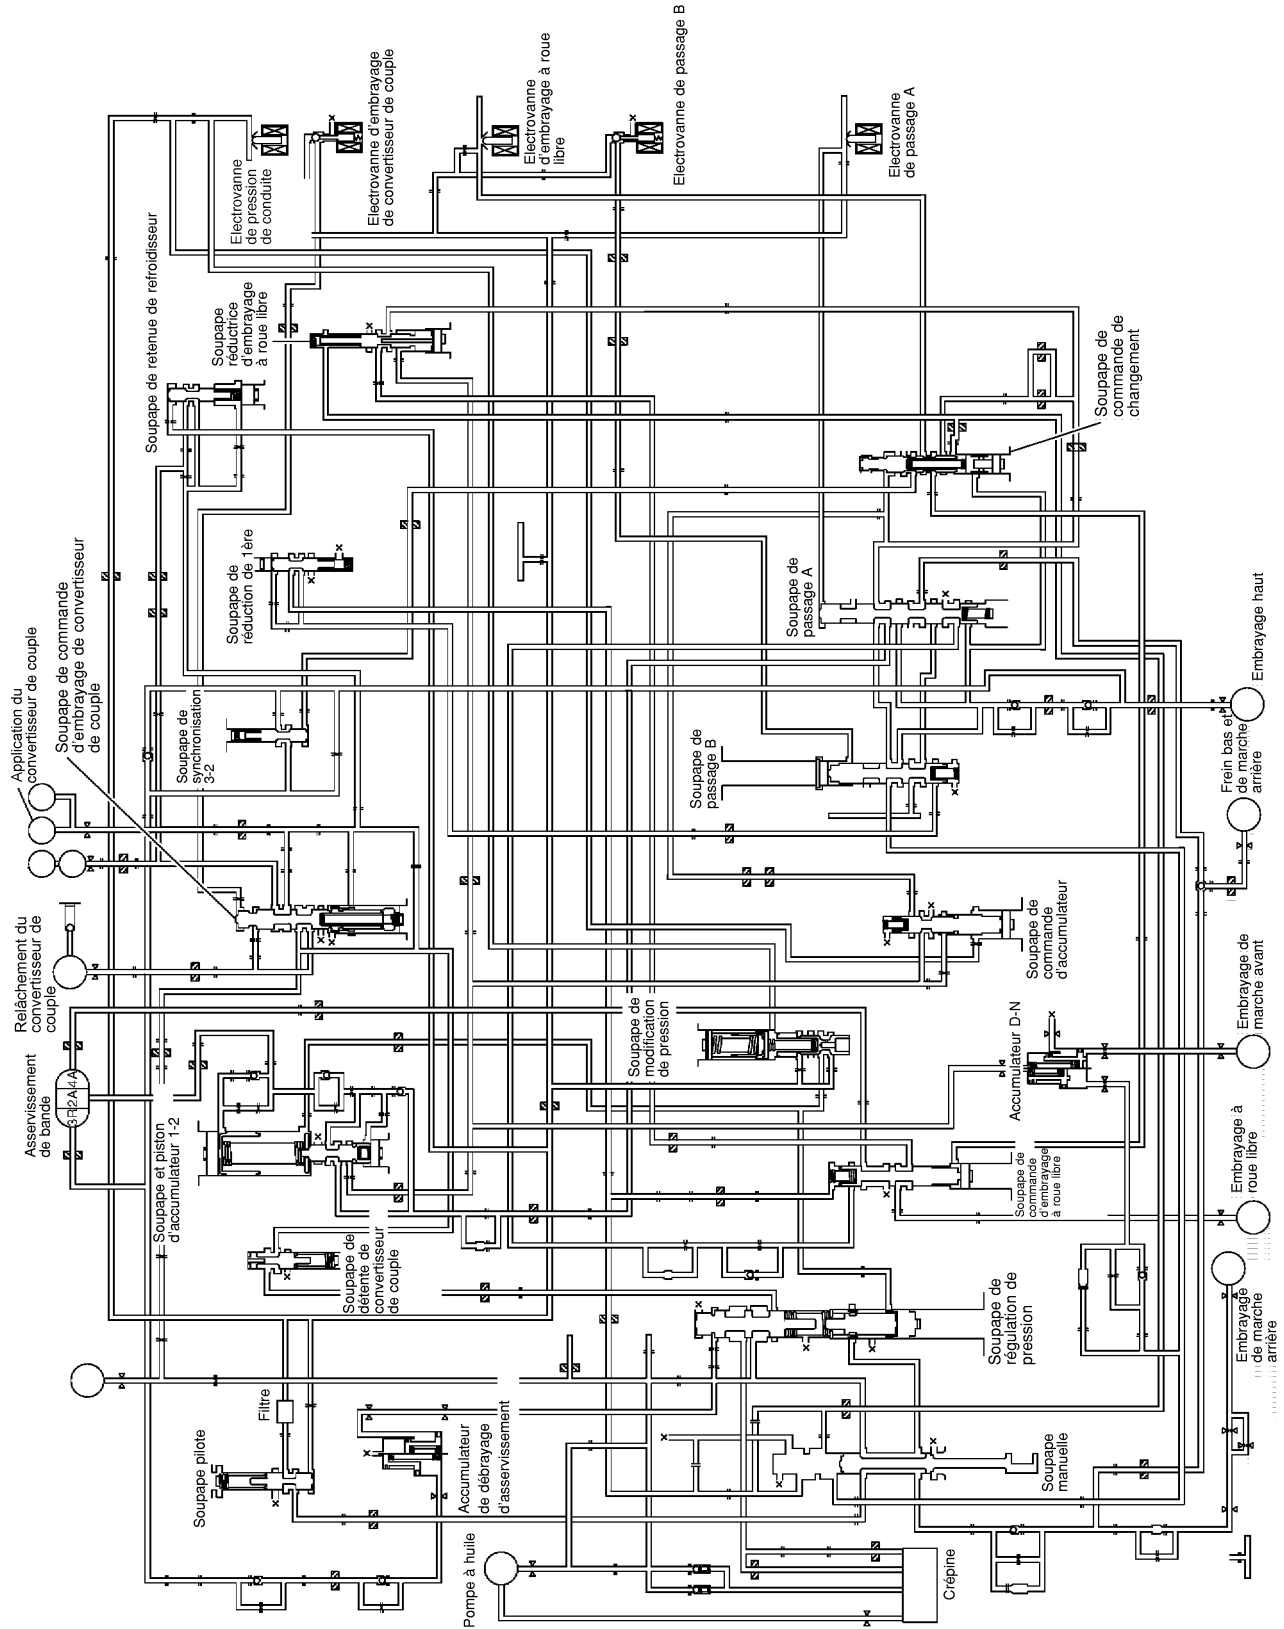 Application du
convertisseur de couple
Soupape de commande
d'embrayage de convertisseur
de couple
Soupape de retenue de refroidisseur
Electrovanne
de pression
de conduite
Electrovanne d'embrayage
de convertisseur de couple
Electrovanne
d'embrayage à roue
libre
Electrovanne de passage B
Electrovanne
de passage A
Soupape
réductrice
d'embrayage
à roue libre
Soupape de
réduction de 1ère
Soupape de
commande de
changement
Soupape de
passage A
Soupape de
synchronisation
3-2
Soupape de
passage B
Embrayage haut
Frein bas et
de marche
arrière
Relâchement du
convertisseur de
couple
Soupape de
commande
d'accumulateur
Asservissement
de bande
3R
2A
4A
Soupape et piston
d'accumulateur 1-2
Soupape de
modification
de pression
Accumulateur D-N
Embrayage de
marche avant
Soupape de
commande
d'embrayage
à roue libre
Embrayage à
roue libre
Soupape de
détente de
convertisseur
de couple
Soupape de
régulation de
pression
Embrayage
de marche
arrière
Filtre
Soupape pilote
Accumulateur
de débrayage
d'asservissement
Soupape
manuelle
Pompe à huile
Crépine